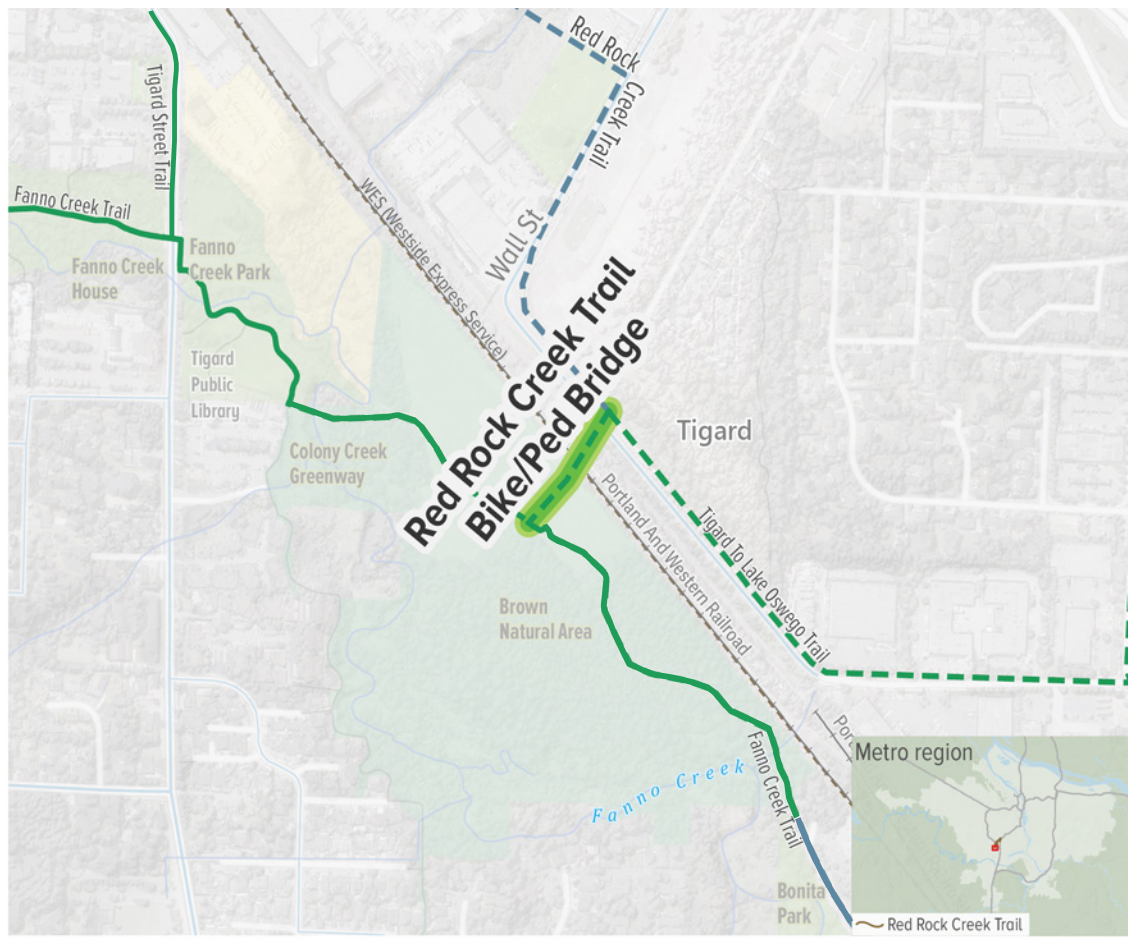 Red Rock
Creek Trail
Tigard Street Trail
Fanno Creek Trail
WES (Westside Express Service)
Wall St
Fanno
Creek Park
Fanno Creek
House
Tigard
Public
Library
Colony Creek
Greenway
Red Rock Creek Trail
Bike/Ped Bridge
Tigard
Portland And Western Railroad
Tigard To Lake Oswego Trail
Brown
Natural Area
Fanno Creek
Fanno Creek Trail
Por
Bonita
Park
Metro region
Red Rock Creek Trail